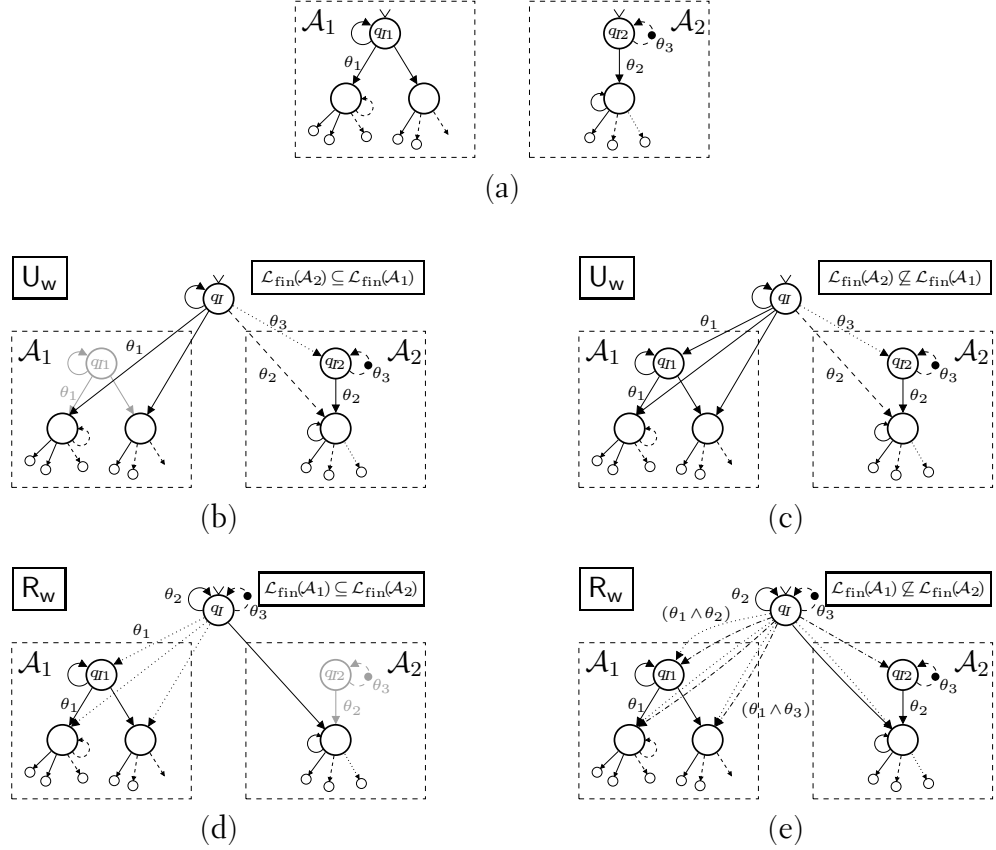 𝒜₁ q_{I1} θ₁
q_{I2} 𝒜₂ θ₃ θ₂
(a)
U_w ℒ_fin(𝒜₂) ⊆ ℒ_fin(𝒜₁)
q_I θ₃ θ₁ θ₂
𝒜₁ q_{I1} θ₁
q_{I2} 𝒜₂ θ₃ θ₂
(b)
U_w ℒ_fin(𝒜₂) ⊈ ℒ_fin(𝒜₁)
q_I θ₁ θ₃ θ₂
𝒜₁ q_{I1} θ₁
q_{I2} 𝒜₂ θ₃ θ₂
(c)
R_w ℒ_fin(𝒜₁) ⊆ ℒ_fin(𝒜₂)
θ₂ q_I θ₃ θ₁
𝒜₁ q_{I1} θ₁
q_{I2} 𝒜₂ θ₃ θ₂
(d)
R_w ℒ_fin(𝒜₁) ⊈ ℒ_fin(𝒜₂)
θ₂ q_I θ₃
(θ₁ ∧ θ₂)
𝒜₁ q_{I1} θ₁
(θ₁ ∧ θ₃)
q_{I2} 𝒜₂ θ₃ θ₂
(e)